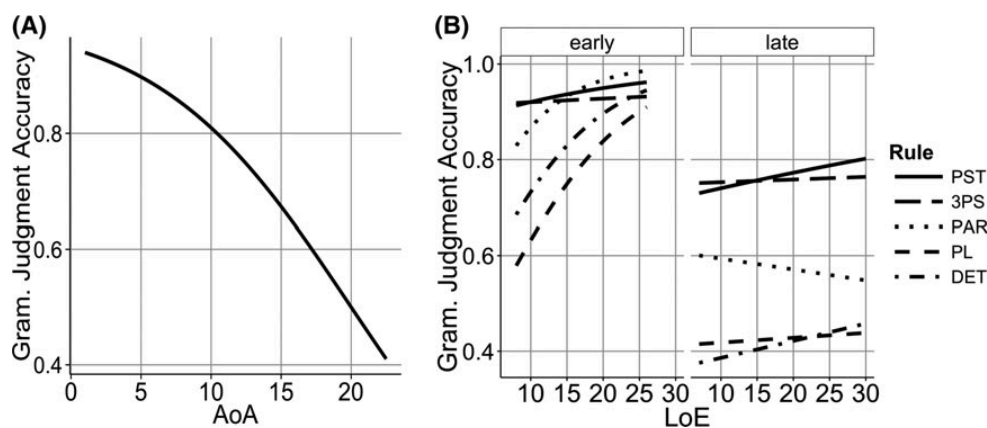 (A)
Gram. Judgment Accuracy
0.8
0.6
0.4
0 5 10 15 20
AoA
(B)
early late
Gram. Judgment Accuracy
1.0
0.8
0.6
0.4
10 15 20 25 30 10 15 20 25 30
LoE
Rule
PST
3PS
PAR
PL
DET